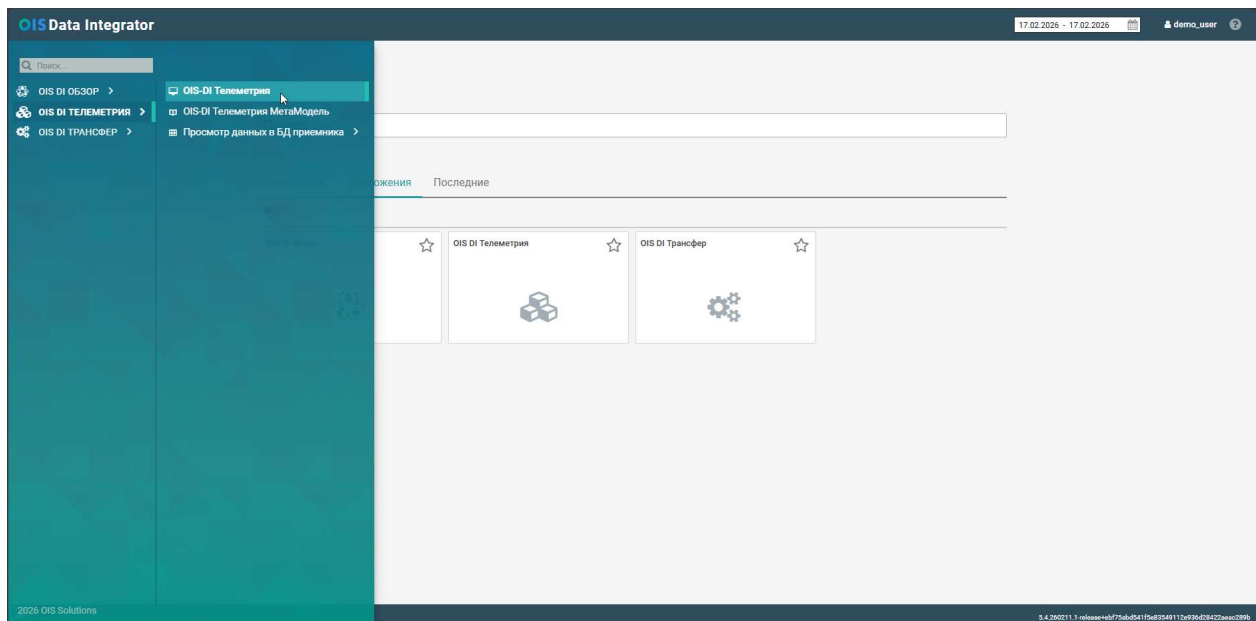 OIS Data Integrator
17.02.2026 - 17.02.2026
demo_user
Поиск...
OIS DI ОБЗОР
OIS DI ТЕЛЕМЕТРИЯ
OIS DI ТРАНСФЕР
OIS-DI Телеметрия
OIS-DI Телеметрия МетаМодель
Просмотр данных в БД приемника
ожения
Последние
OIS DI Телеметрия
OIS DI Трансфер
2026 OIS Solutions